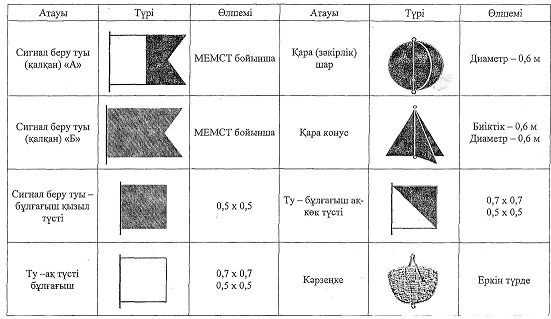 Атауы Түрі Өлшемі Атауы Түрі Өлшемі
Сигнал беру туы
(қалқан) «А»
МЕМСТ бойынша
Қара (зәкірлік)
шар
Диаметр – 0,6 м
Сигнал беру туы
(қалқан) «Б»
МЕМСТ бойынша
Қара конус
Биіктік – 0,6 м
Диаметр – 0,6 м
Сигнал беру туы –
бұлғағыш қызыл
түсті
0,5 х 0,5
Ту – бұлғағыш ақ-
көк түсті
0,7 х 0,7
0,5 х 0,5
Ту –ақ түсті
бұлғағыш
0,7 х 0,7
0,5 х 0,5
Кәрзеңке
Еркін түрде